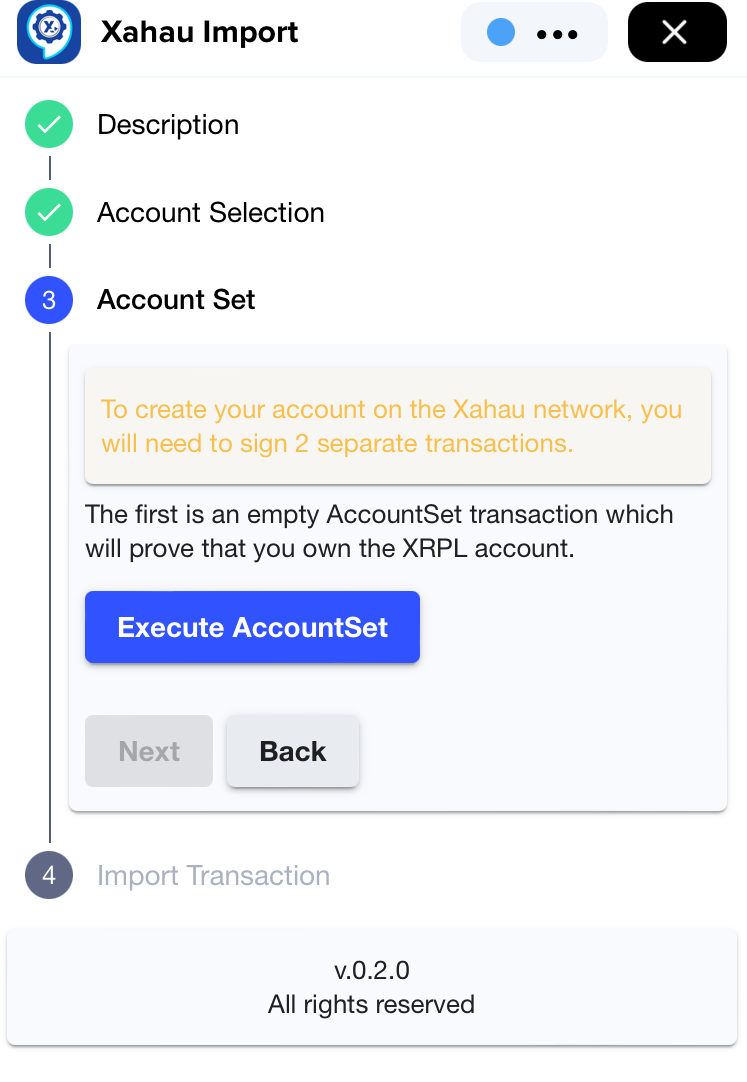 Xahau Import
Description
Account Selection
3
Account Set
To create your account on the Xahau network, you
will need to sign 2 separate transactions.
The first is an empty AccountSet transaction which
will prove that you own the XRPL account.
Execute AccountSet
Next
Back
4
Import Transaction
v.0.2.0
All rights reserved